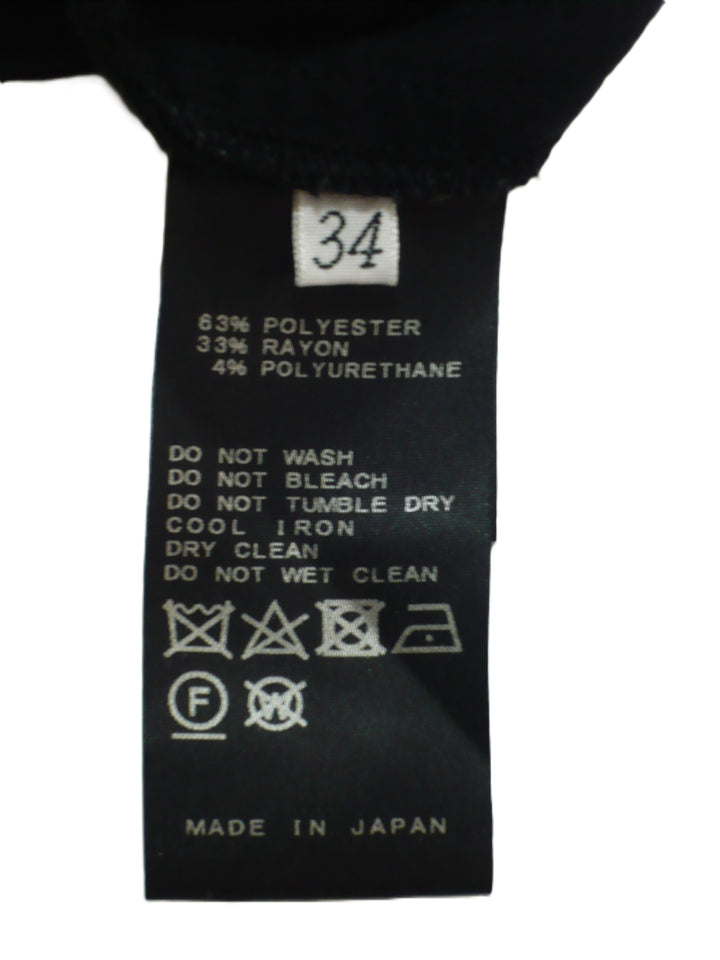 34
63% POLYESTER
33% RAYON
4% POLYURETHANE
DO NOT WASH
DO NOT BLEACH
DO NOT TUMBLE DRY
COOL IRON
DRY CLEAN
DO NOT WET CLEAN
F W
MADE IN JAPAN